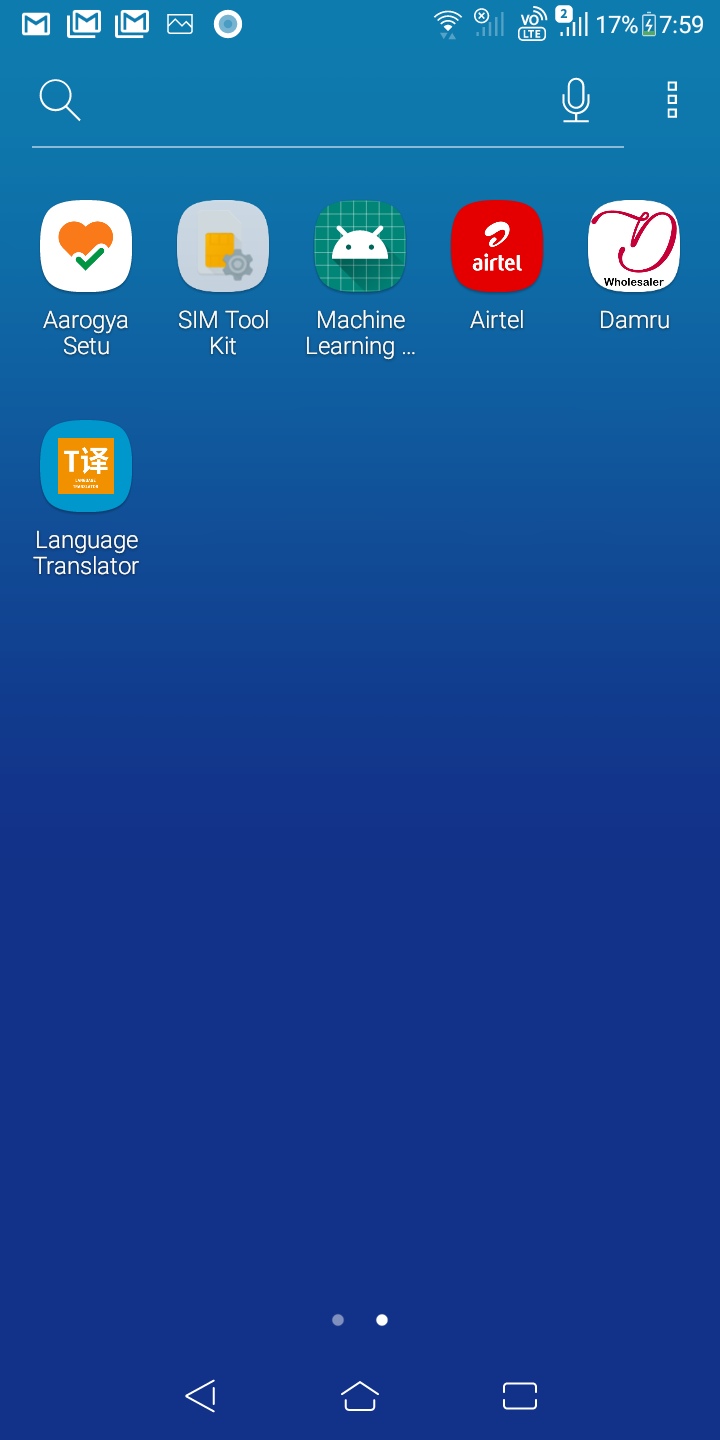 VO
LTE
2
17%
7:59
airtel
Wholesaler
Aarogya
Setu
SIM Tool
Kit
Machine
Learning ...
Airtel
Damru
T译
LANGUAGE
TRANSLATOR
Language
Translator